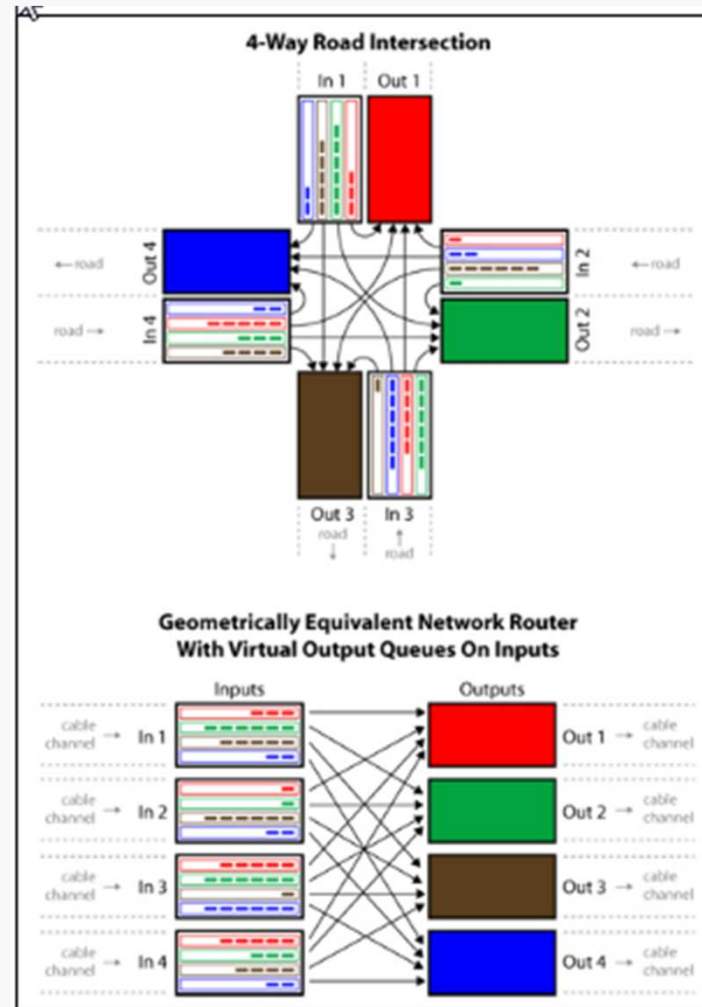 4-Way Road Intersection
In 1 Out 1
Out 4
←road
In 4
road→
In 2
←road
Out 2
road→
Out 3 In 3
road ↑
↓ road
Geometrically Equivalent Network Router
With Virtual Output Queues On Inputs
Inputs Outputs
cable
channel → In 1
Out 1 → cable
channel
cable
channel → In 2
Out 2 → cable
channel
cable
channel → In 3
Out 3 → cable
channel
cable
channel → In 4
Out 4 → cable
channel